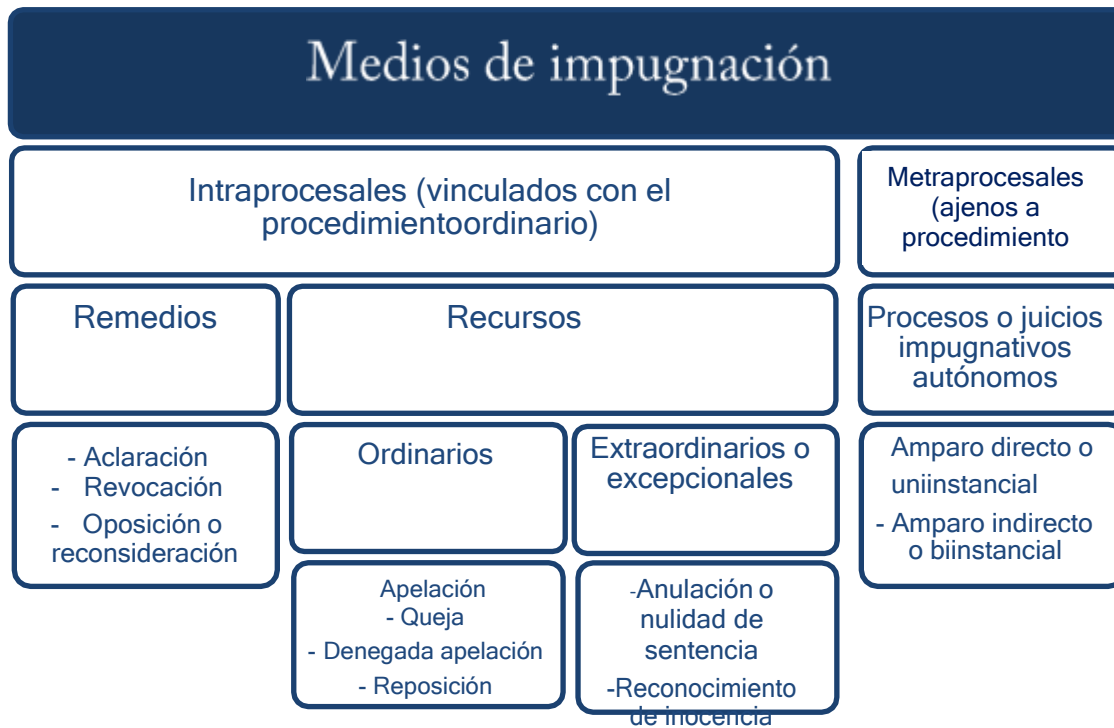 Medios de impugnación
Intraprocesales (vinculados con el
procedimientoordinario)
Metraprocesales
(ajenos a
procedimiento
Remedios
Recursos
Procesos o juicios
impugnativos
autónomos
- Aclaración
- Revocación
- Oposición o
reconsideración
Ordinarios
Extraordinarios o
excepcionales
Amparo directo o
uniinstancial
- Amparo indirecto
o biinstancial
Apelación
- Queja
- Denegada apelación
- Reposición
-Anulación o
nulidad de
sentencia
-Reconocimiento
de inocencia